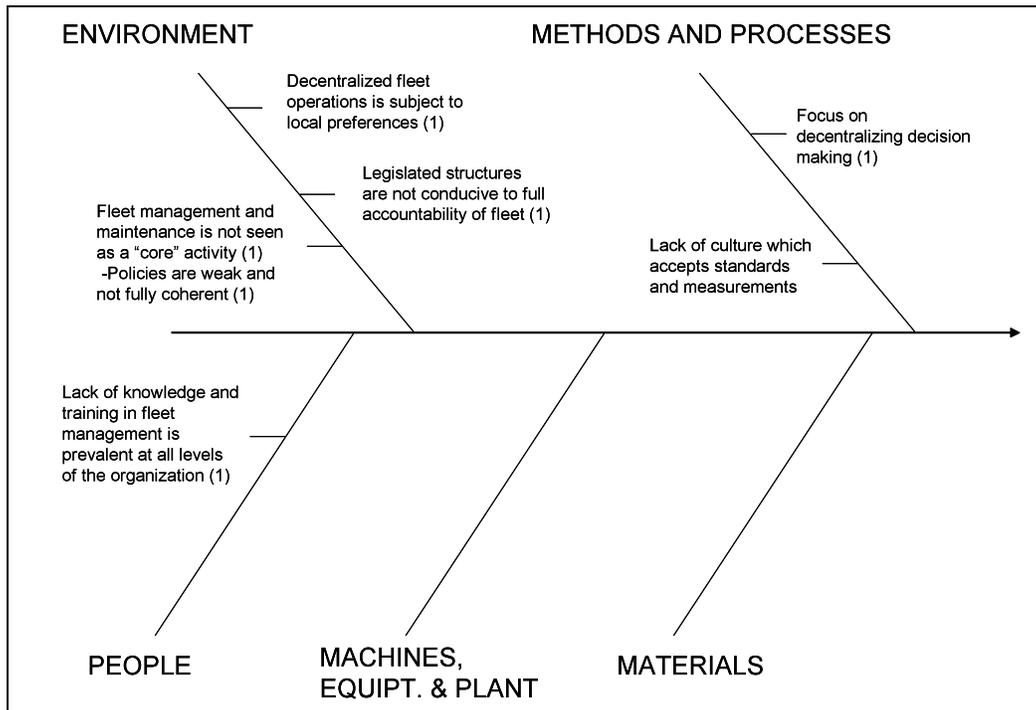 ENVIRONMENT
Decentralized fleet
operations is subject to
local preferences (1)
Legislated structures
are not conducive to full
accountability of fleet (1)
Fleet management and
maintenance is not seen
as a “core” activity (1)
-Policies are weak and
not fully coherent (1)
METHODS AND PROCESSES
Focus on
decentralizing decision
making (1)
Lack of culture which
accepts standards
and measurements
Lack of knowledge and
training in fleet
management is
prevalent at all levels
of the organization (1)
PEOPLE
MACHINES,
EQUIPT. & PLANT
MATERIALS